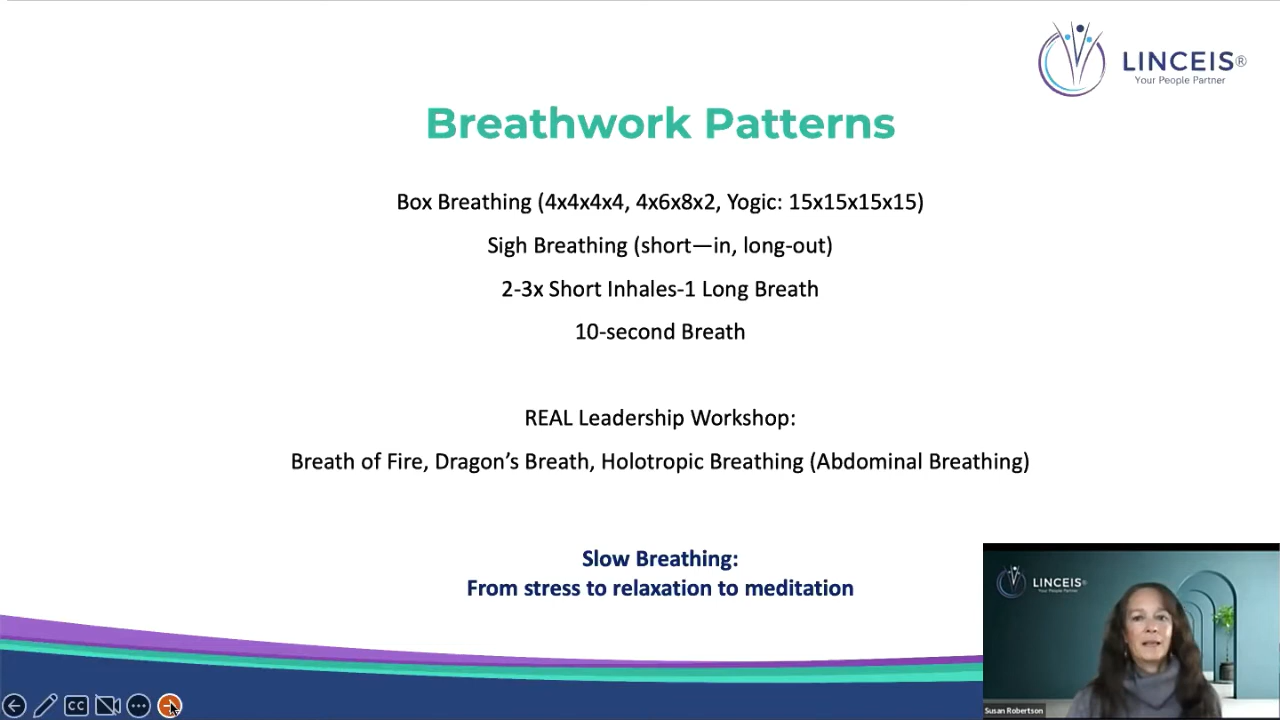 LINCEIS®
Your People Partner
Breathwork Patterns
Box Breathing (4x4x4x4, 4x6x8x2, Yogic: 15x15x15x15)
Sigh Breathing (short—in, long-out)
2-3x Short Inhales-1 Long Breath
10-second Breath
REAL Leadership Workshop:
Breath of Fire, Dragon’s Breath, Holotropic Breathing (Abdominal Breathing)
Slow Breathing:
From stress to relaxation to meditation
LINCEIS®
Your People Partner
Susan Robertson
CC